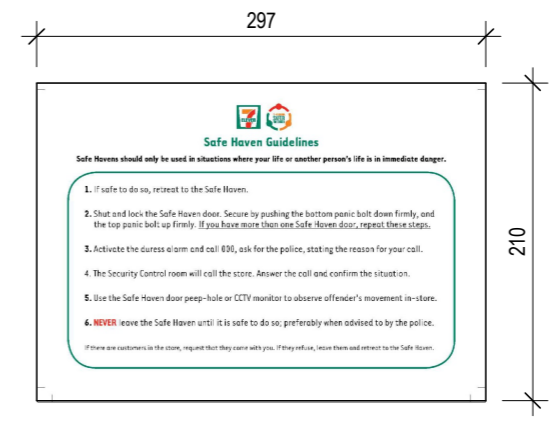 297
7
ELEVEN
Safe Haven Guidelines
Safe Havens should only be used in situations where your life or another person's life is in immediate danger.
1. If safe to do so, retreat to the Safe Haven.
2. Shut and lock the Safe Haven door. Secure by pushing the bottom panic bolt down firmly, and
the top panic bolt up firmly. If you have more than one Safe Haven door, repeat these steps.
3. Activate the duress alarm and call 000, ask for the police, stating the reason for your call.
4. The Security Control room will call the store. Answer the call and confirm the situation.
5. Use the Safe Haven door peep-hole or CCTV monitor to observe offender's movement in-store.
6. NEVER leave the Safe Haven until it is safe to do so; preferably when advised to by the police.
If there are customers in the store, request that they come with you. If they refuse, leave them and retreat to the Safe Haven.
210